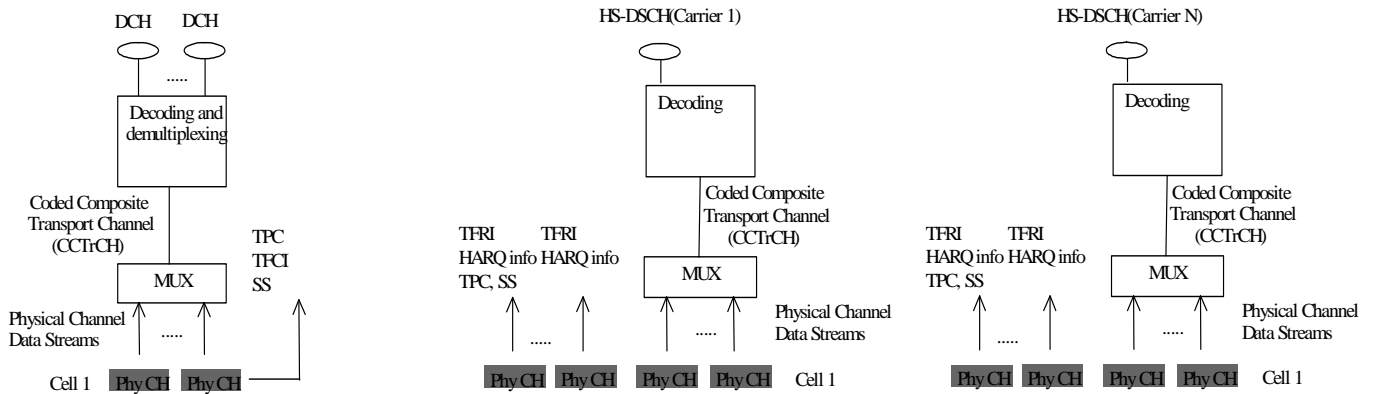 DCH DCH
.....
Decoding and
demultiplexing
Coded Composite
Transport Channel
(CCTrCH)
TPC
TFCI
SS
MUX
Physical Channel
Data Streams
.....
Cell 1
Phy CH
Phy CH
HS-DSCH(Carrier 1)
Decoding
Coded Composite
Transport Channel
(CCTrCH)
TFRI TFRI
HARQ info HARQ info
TPC, SS
MUX
Physical Channel
Data Streams
.....
.....
Phy CH
Phy CH
Phy CH
Phy CH
Cell 1
HS-DSCH(Carrier N)
Decoding
Coded Composite
Transport Channel
(CCTrCH)
TFRI TFRI
HARQ info HARQ info
TPC, SS
MUX
Physical Channel
Data Streams
.....
.....
Phy CH
Phy CH
Phy CH
Phy CH
Cell 1